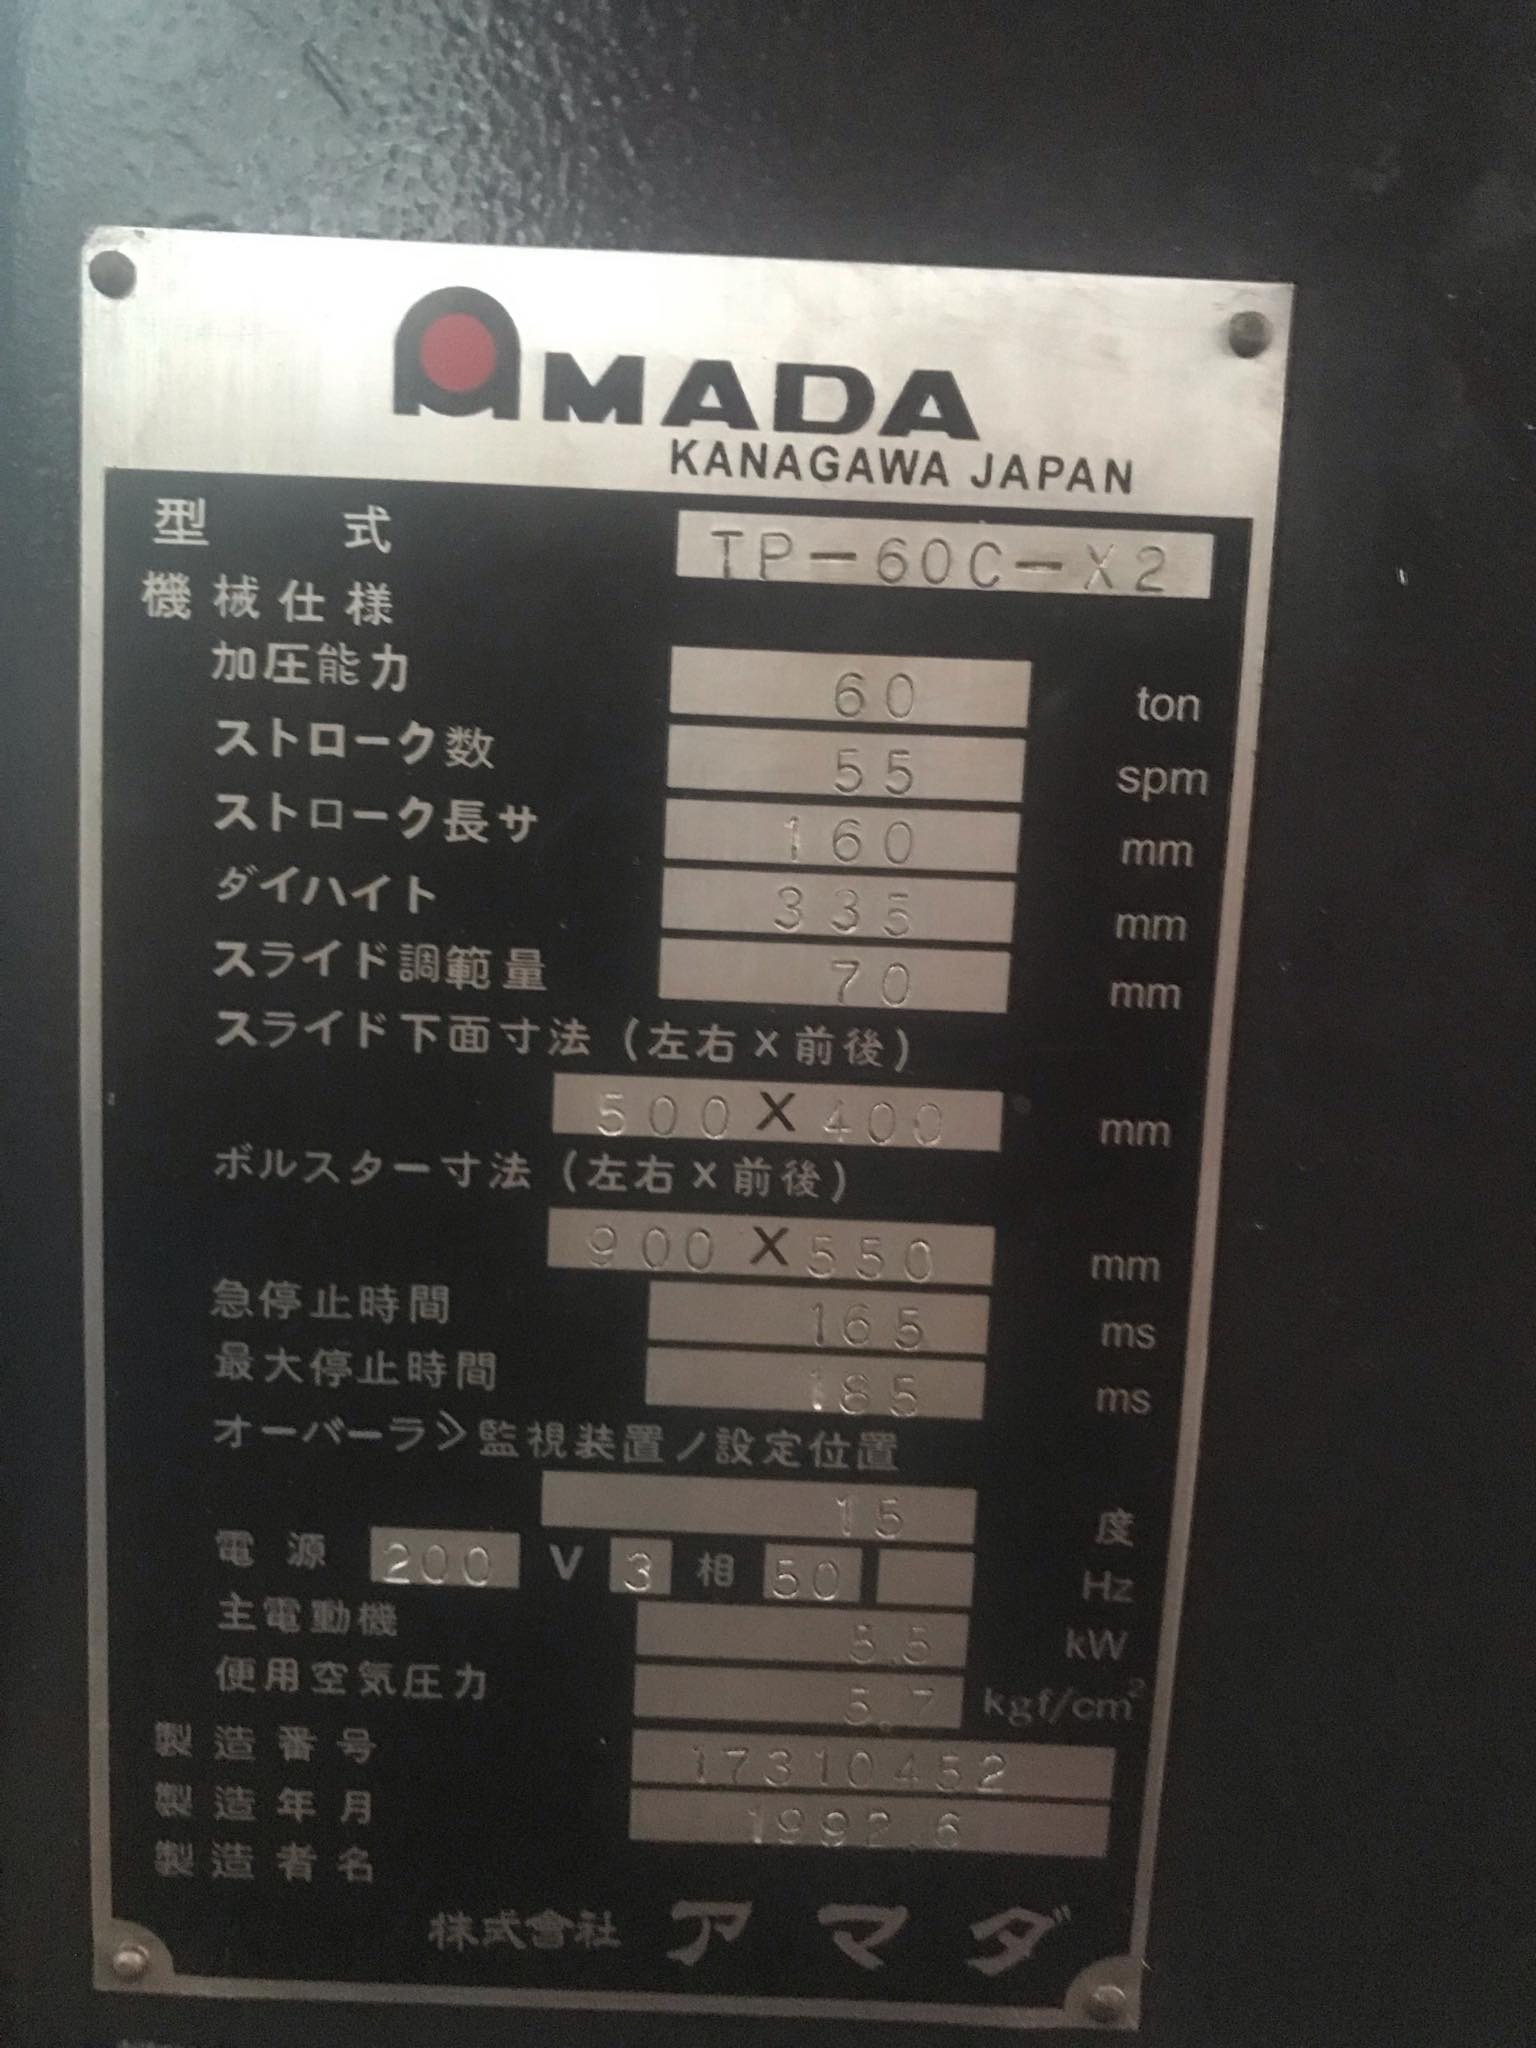 AMADA
KANAGAWA JAPAN
型式 TP-60C-X2
機械仕様
加圧能力 60 ton
ストローク数 55 spm
ストローク長サ 160 mm
ダイハイト 335 mm
スライド調範量 70 mm
スライド下面寸法(左右×前後)
500×400 mm
ボルスター寸法(左右×前後)
900×550 mm
急停止時間 165 ms
最大停止時間 185 ms
オーバーラン監視装置ノ設定位置
15 度
電源 200 V 3 相 50 Hz
主電動機 5.5 kW
使用空気圧力 5.7 kgf/cm²
製造番号 17310452
製造年月 1992.6
製造者名
株式會社 アマダ